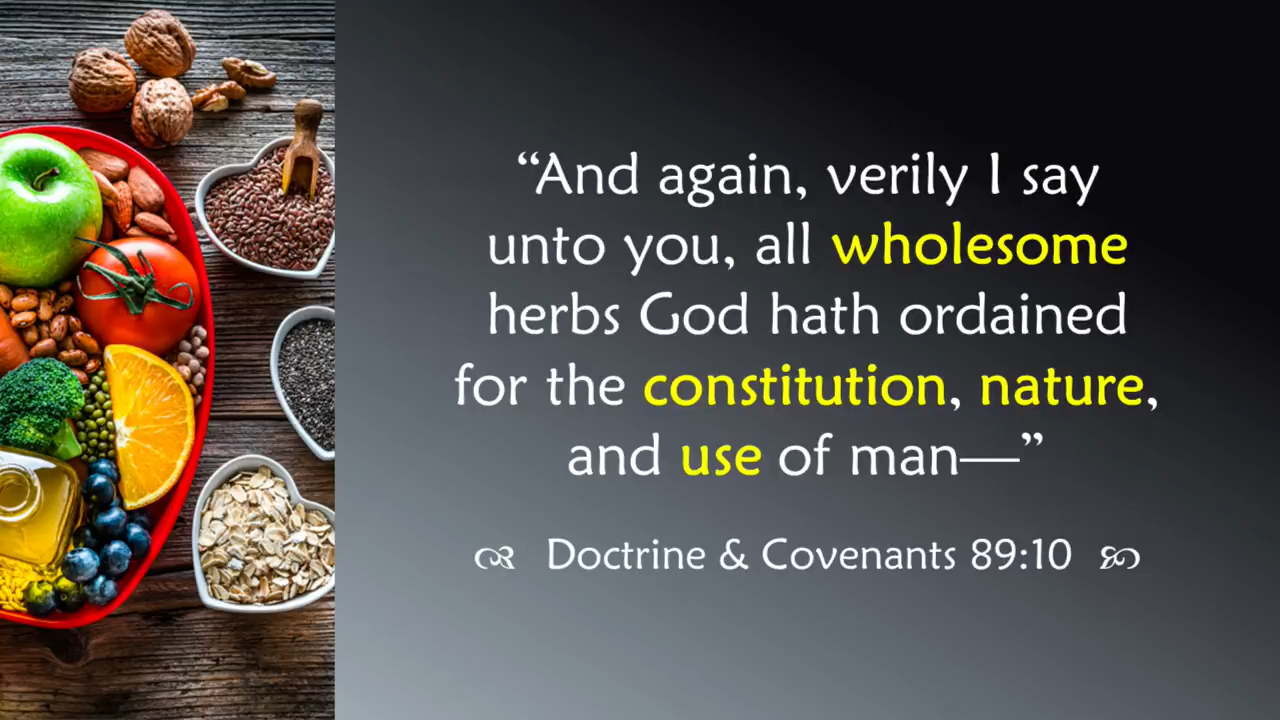 “And again, verily I say
unto you, all wholesome
herbs God hath ordained
for the constitution, nature,
and use of man—”
Doctrine & Covenants 89:10